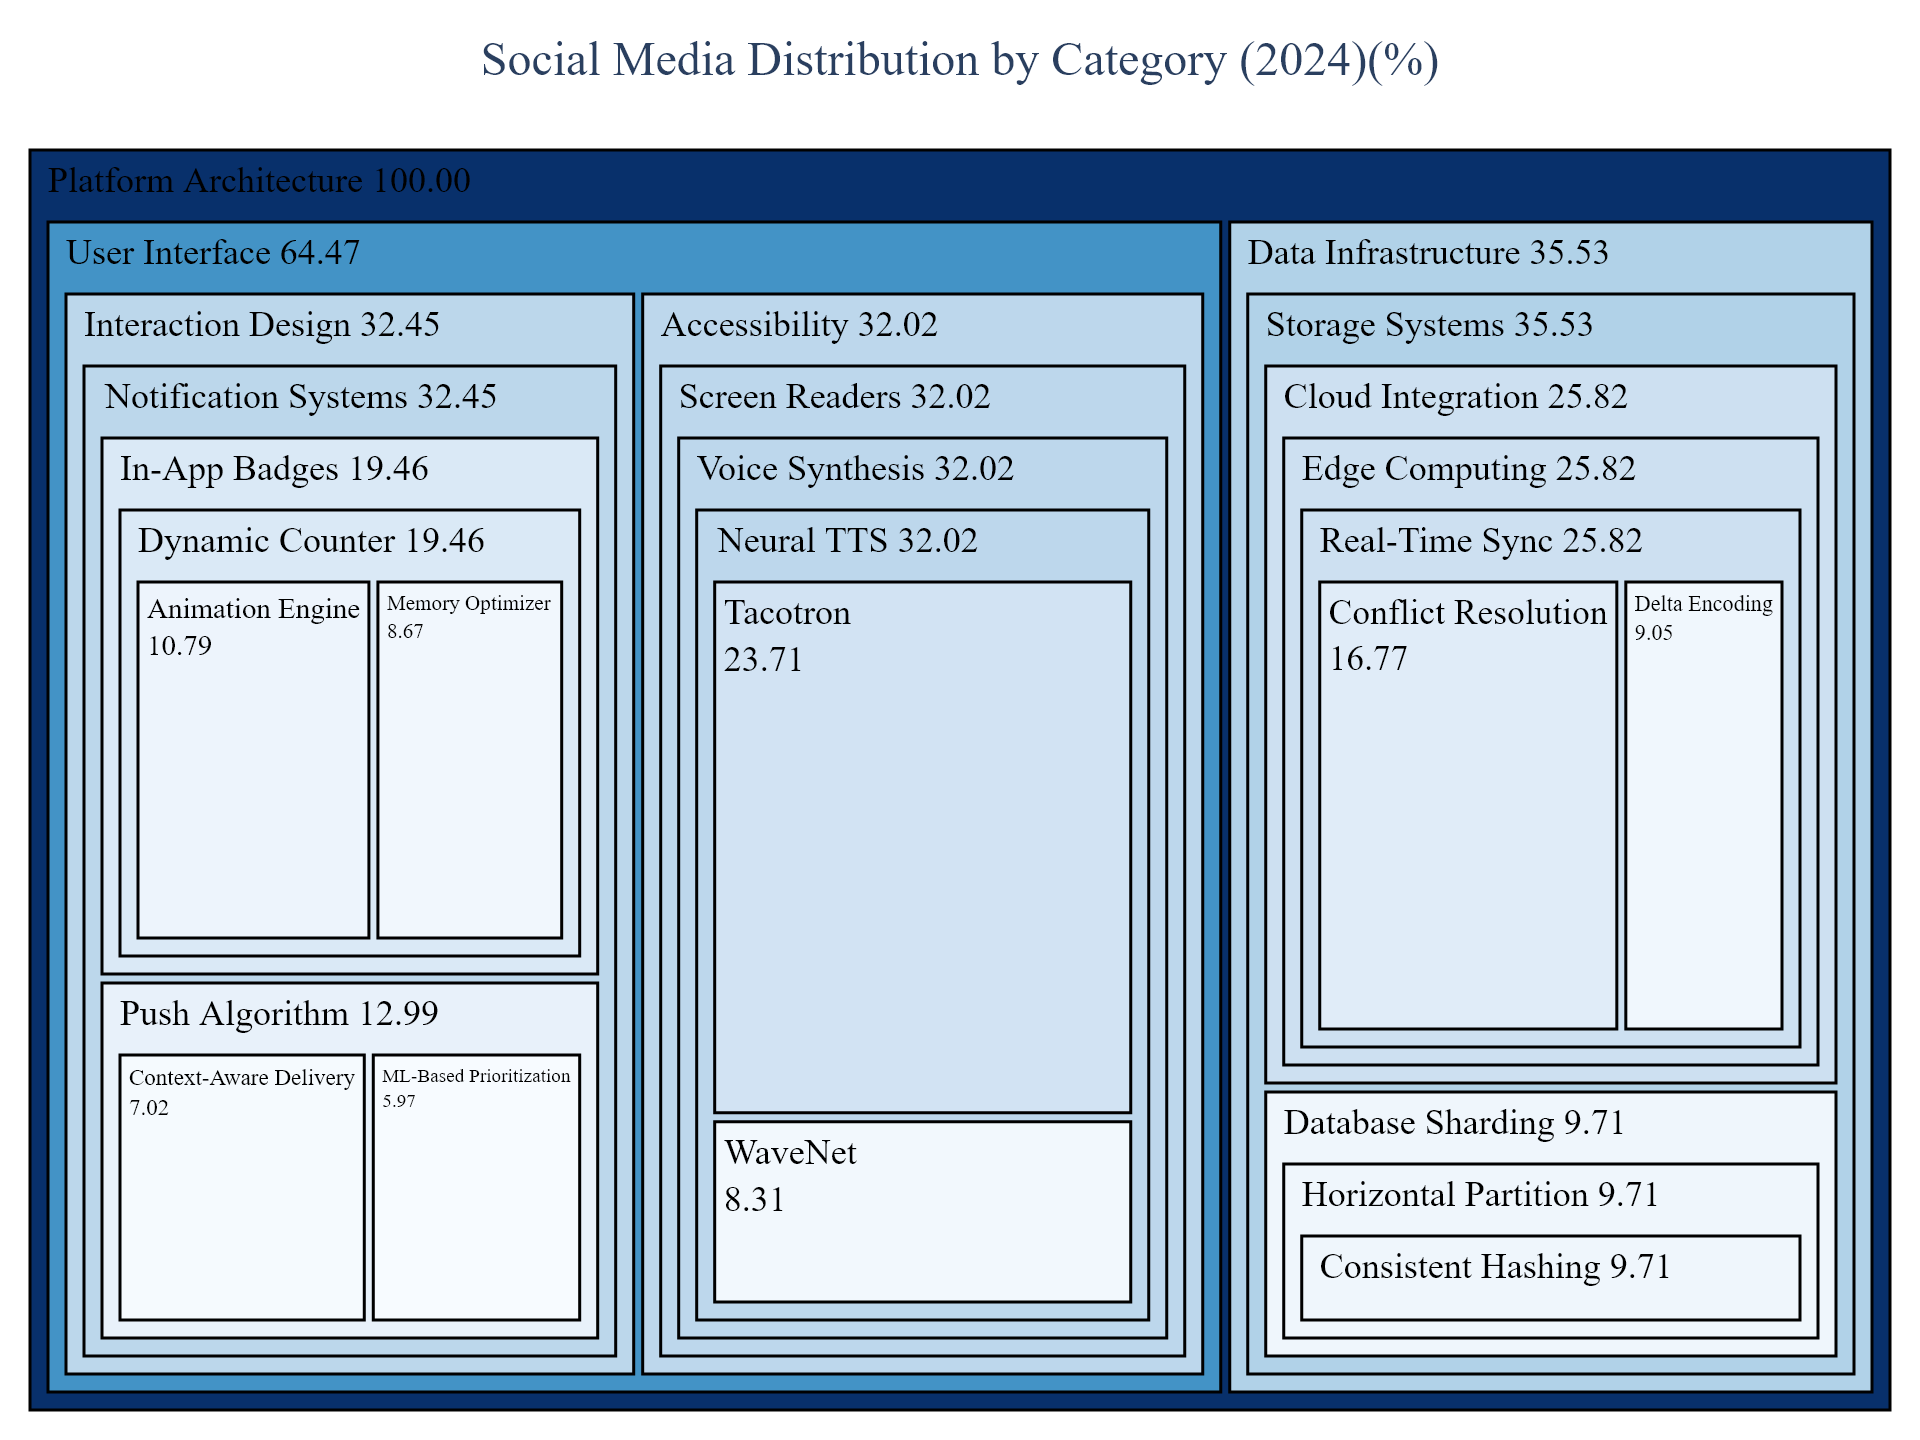 Social Media Distribution by Category (2024)(%)
Platform Architecture 100.00
User Interface 64.47
Interaction Design 32.45
Notification Systems 32.45
In-App Badges 19.46
Dynamic Counter 19.46
Animation Engine
10.79
Memory Optimizer
8.67
Push Algorithm 12.99
Context-Aware Delivery
7.02
ML-Based Prioritization
5.97
Accessibility 32.02
Screen Readers 32.02
Voice Synthesis 32.02
Neural TTS 32.02
Tacotron
23.71
WaveNet
8.31
Data Infrastructure 35.53
Storage Systems 35.53
Cloud Integration 25.82
Edge Computing 25.82
Real-Time Sync 25.82
Conflict Resolution
16.77
Delta Encoding
9.05
Database Sharding 9.71
Horizontal Partition 9.71
Consistent Hashing 9.71